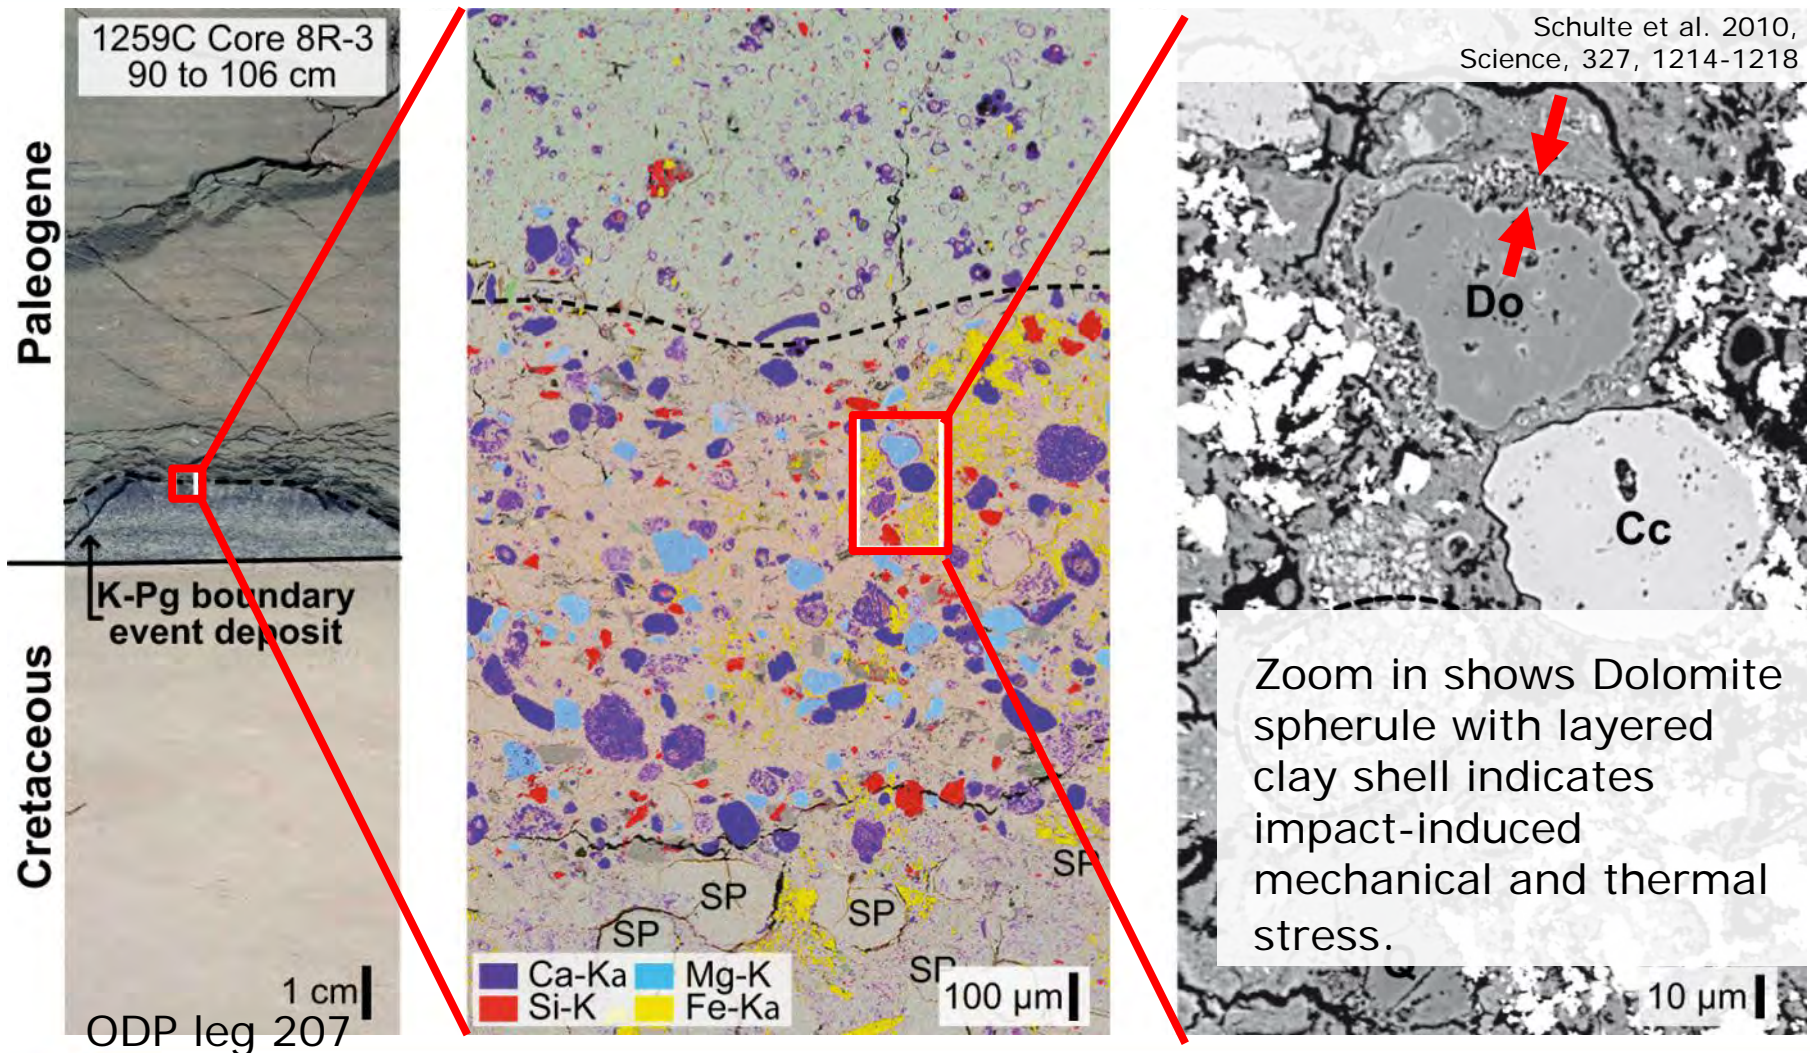 1259C Core 8R-3
90 to 106 cm
Paleogene
Cretaceous
K-Pg boundary
event deposit
1 cm
ODP leg 207
SP
SP
SP
SP
SP
Ca-Ka
Mg-K
Si-K
Fe-Ka
100 µm
Schulte et al. 2010,
Science, 327, 1214-1218
Do
Cc
Zoom in shows Dolomite
spherule with layered
clay shell indicates
impact-induced
mechanical and thermal
stress.
Q
10 µm